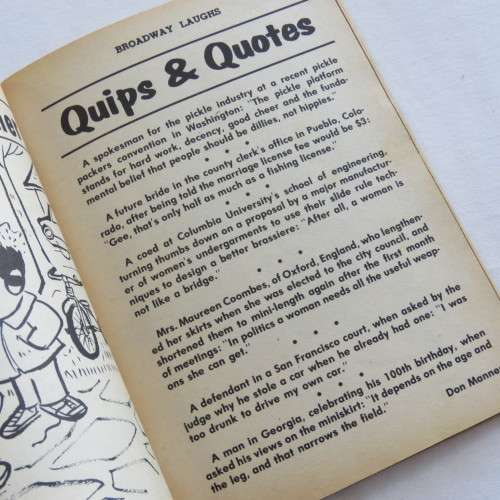 BROADWAY LAUGHS
Quips & Quotes
A spokesman for the pickle industry at a recent pickle
packers convention in Washington: "The pickle platform
stands for hard work, decency, good cheer and the funda-
mental belief that people should be dillies, not hippies."
A future bride in the county clerk's office in Pueblo, Colo-
rado, after being told the marriage license fee would be $3:
"Gee, that's only half as much as a fishing license."
A coed at Columbia University's school of engineering,
turning thumbs down on a proposal by a major manufactur-
er of women's undergarments to use their slide rule tech-
niques to design a better brassiere: "After all, a woman is
not like a bridge."
Mrs. Maureen Coombes, of Oxford, England, who lengthen-
ed her skirts when she was elected to the city council, and
shortened them to mini-length again after the first month
of meetings: "In politics a woman needs all the useful weap-
ons she can get."
A defendant in a San Francisco court, when asked by the
judge why he stole a car when he already had one: "I was
too drunk to drive my own car."
A man in Georgia, celebrating his 100th birthday, when
asked his views on the miniskirt: "It depends on the age and
the leg, and that narrows the field."
Don